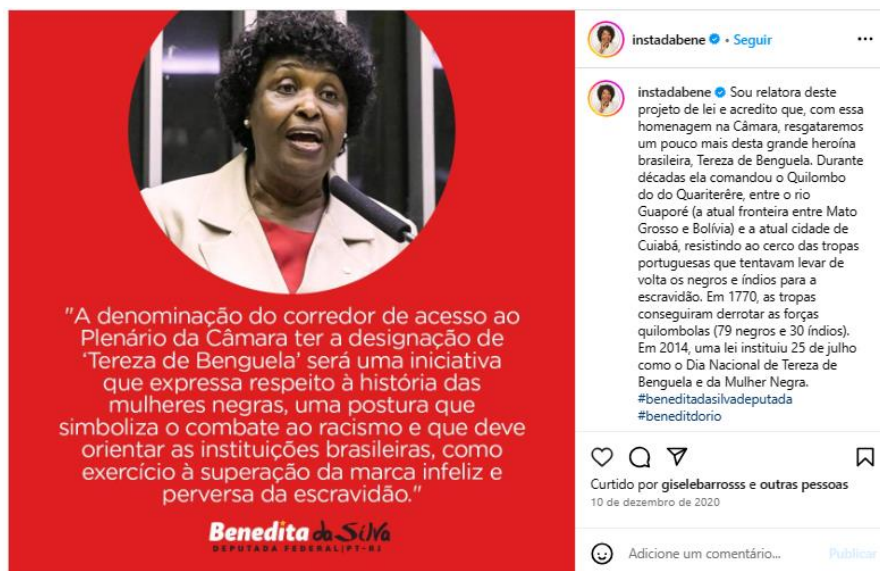 "A denominação do corredor de acesso ao
Plenário da Câmara ter a designação de
‘Tereza de Benguela’ será uma iniciativa
que expressa respeito à história das
mulheres negras, uma postura que
simboliza o combate ao racismo e que deve
orientar as instituições brasileiras, como
exercício à superação da marca infeliz e
perversa da escravidão."
Benedita da Silva
DEPUTADA FEDERAL|PT-RJ
instadabene • Seguir
instadabene Sou relatora deste
projeto de lei e acredito que, com essa
homenagem na Câmara, resgataremos
um pouco mais desta grande heroína
brasileira, Tereza de Benguela. Durante
décadas ela comandou o Quilombo
do do Quariterêre, entre o rio
Guaporé (a atual fronteira entre Mato
Grosso e Bolívia) e a atual cidade de
Cuiabá, resistindo ao cerco das tropas
portuguesas que tentavam levar de
volta os negros e índios para a
escravidão. Em 1770, as tropas
conseguiram derrotar as forças
quilombolas (79 negros e 30 índios).
Em 2014, uma lei instituiu 25 de julho
como o Dia Nacional de Tereza de
Benguela e da Mulher Negra.
#beneditadasilvadeputada
#beneditdorio
Curtido por giselebarrosss e outras pessoas
10 de dezembro de 2020
Adicione um comentário... Publicar